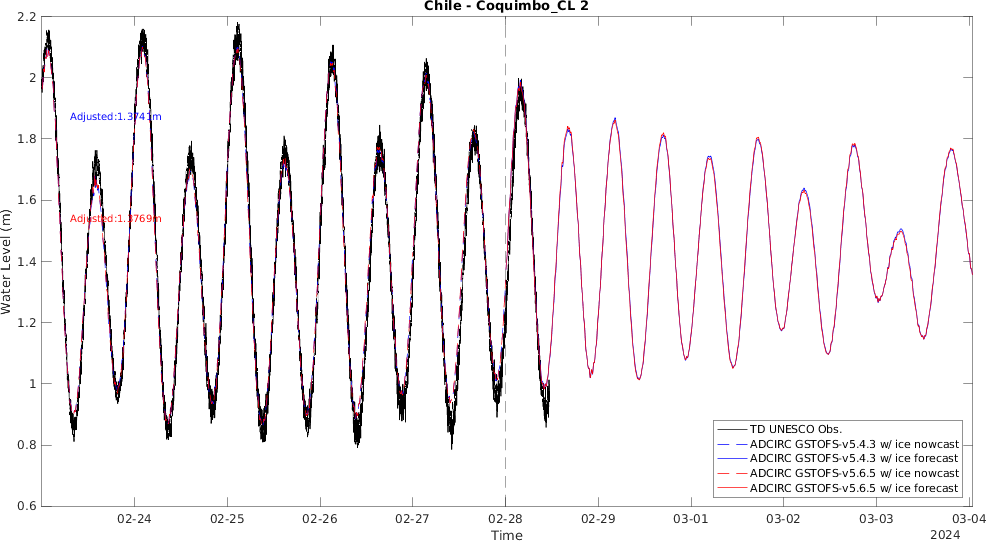 Chile - Coquimbo_CL 2
2.2
2
1.8
1.6
1.4
1.2
1
0.8
0.6
Water Level (m)
Adjusted:1.3741m
Adjusted:1.3769m
TD UNESCO Obs.
ADCIRC GSTOFS-v5.4.3 w/ ice nowcast
ADCIRC GSTOFS-v5.4.3 w/ ice forecast
ADCIRC GSTOFS-v5.6.5 w/ ice nowcast
ADCIRC GSTOFS-v5.6.5 w/ ice forecast
02-24 02-25 02-26 02-27 02-28 02-29 03-01 03-02 03-03 03-04
Time
2024